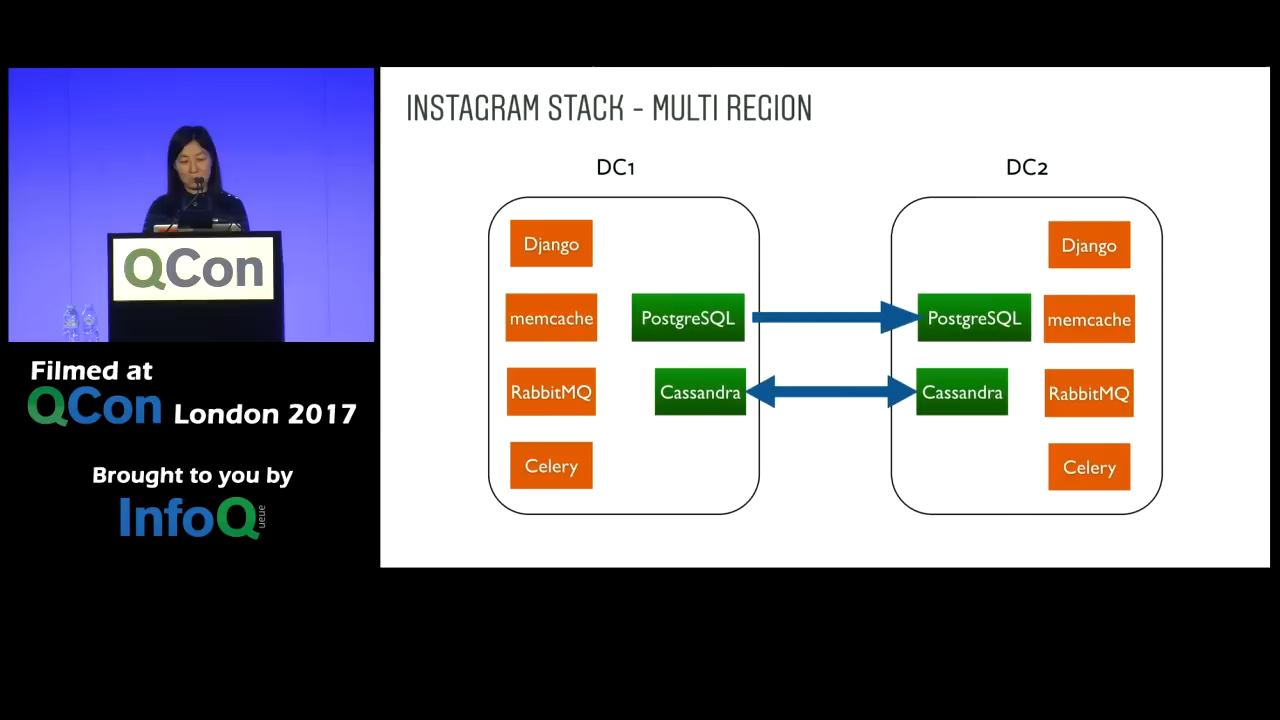 INSTAGRAM STACK - MULTI REGION
DC1
DC2
Django
memcache
PostgreSQL
RabbitMQ
Cassandra
Celery
PostgreSQL
Django
memcache
Cassandra
RabbitMQ
Celery
QCon
Filmed at
QCon London 2017
Brought to you by
InfoQueue